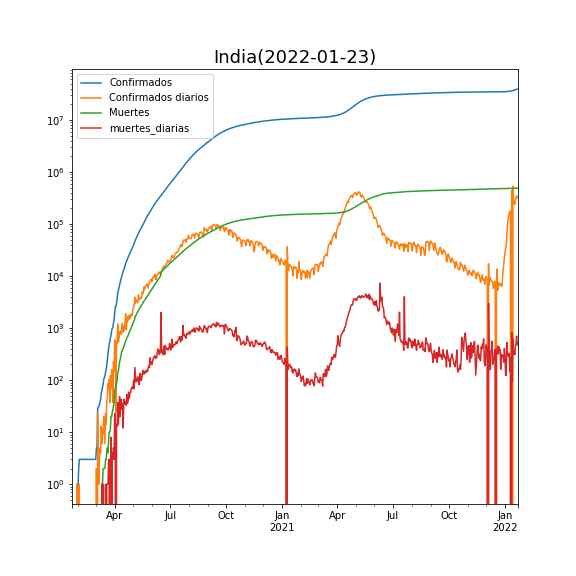 India(2022-01-23)
Confirmados
Confirmados diarios
Muertes
muertes_diarias
10^7
10^6
10^5
10^4
10^3
10^2
10^1
10^0
Apr Jul Oct Jan Apr Jul Oct Jan
2021 2022